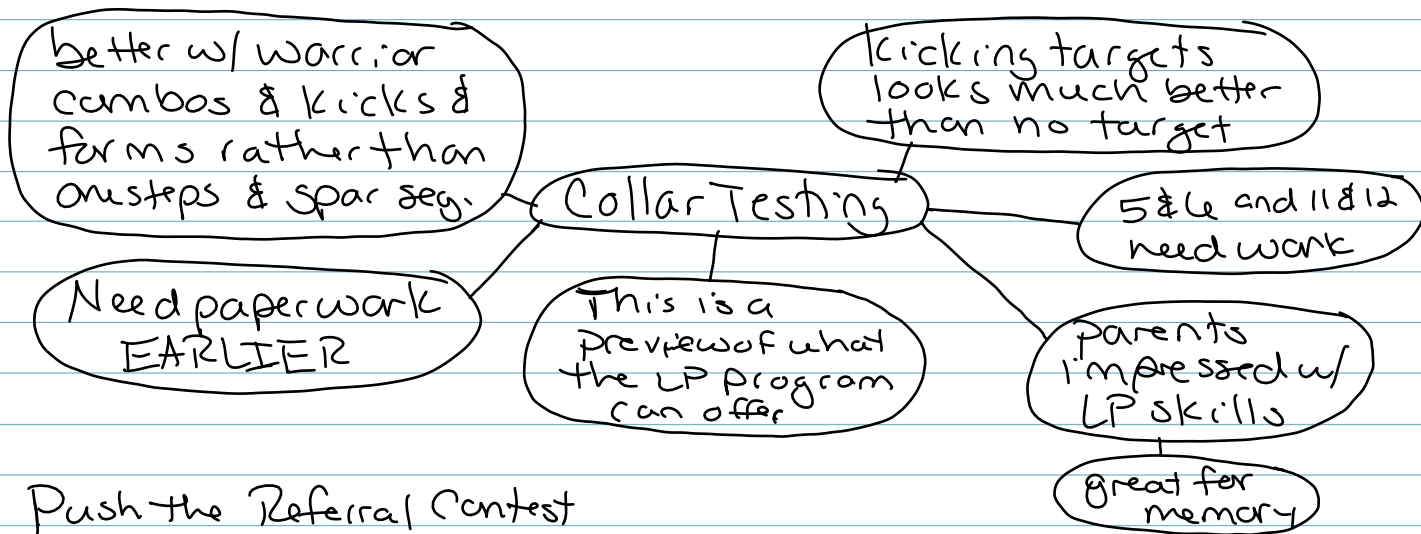 better w/ warrior
combos & kicks &
forms rather than
onesteps & spar seg.
Kicking targets
looks much better
than no target
Collar Testing
5&6 and 11&12
need work
Need paperwork
EARLIER
This is a
preview of what
the LP program
can offer
parents
impressed w/
LP skills
great for
memory
Push the Referral Contest